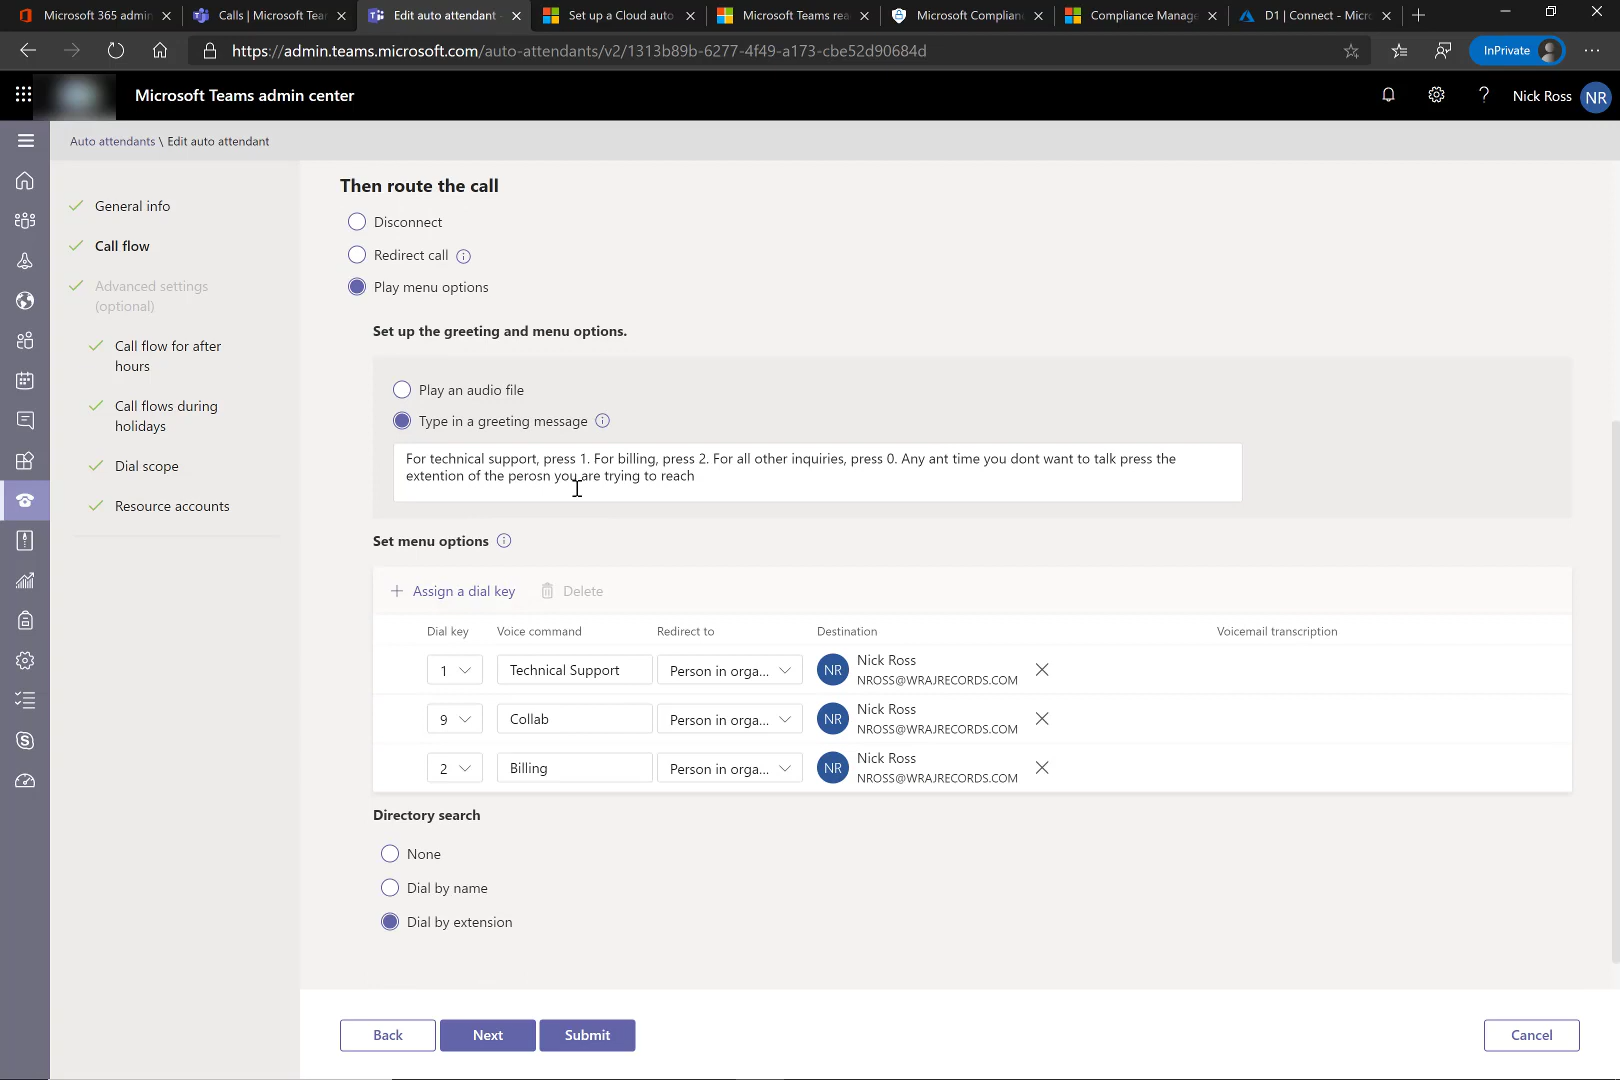 Microsoft 365 admin
Calls | Microsoft Tear
Edit auto attendant -
Set up a Cloud auto
Microsoft Teams rea
Microsoft Complian
Compliance Manag
D1 | Connect - Micr
https://admin.teams.microsoft.com/auto-attendants/v2/1313b89b-6277-4f49-a173-cbe52d90684d
InPrivate
Microsoft Teams admin center
Nick Ross
NR
Auto attendants \ Edit auto attendant
General info
Call flow
Advanced settings
(optional)
Call flow for after
hours
Call flows during
holidays
Dial scope
Resource accounts
Then route the call
Disconnect
Redirect call
Play menu options
Set up the greeting and menu options.
Play an audio file
Type in a greeting message
For technical support, press 1. For billing, press 2. For all other inquiries, press 0. Any ant time you dont want to talk press the
extention of the perosn you are trying to reach
Set menu options
Assign a dial key
Delete
Dial key Voice command Redirect to Destination Voicemail transcription
1 Technical Support Person in orga... NR Nick Ross
NROSS@WRAJRECORDS.COM
9 Collab Person in orga... NR Nick Ross
NROSS@WRAJRECORDS.COM
2 Billing Person in orga... NR Nick Ross
NROSS@WRAJRECORDS.COM
Directory search
None
Dial by name
Dial by extension
Back
Next
Submit
Cancel